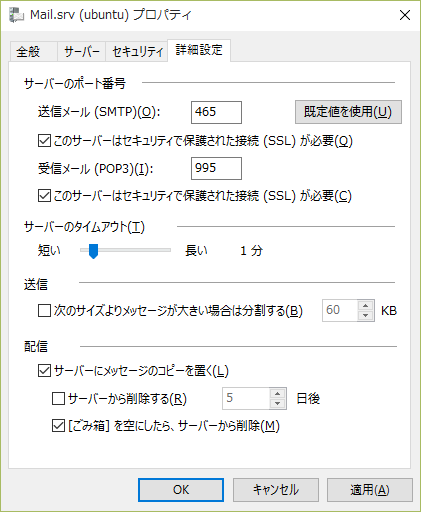 Mail.srv (ubuntu) プロパティ
全般 サーバー セキュリティ 詳細設定
サーバーのポート番号
送信メール (SMTP)(O): 465 既定値を使用(U)
このサーバーはセキュリティで保護された接続 (SSL) が必要(Q)
受信メール (POP3)(I): 995
このサーバーはセキュリティで保護された接続 (SSL) が必要(C)
サーバーのタイムアウト(T)
短い 長い 1 分
送信
次のサイズよりメッセージが大きい場合は分割する(B) 60 KB
配信
サーバーにメッセージのコピーを置く(L)
サーバーから削除する(R) 5 日後
[ごみ箱] を空にしたら、サーバーから削除(M)
OK キャンセル 適用(A)